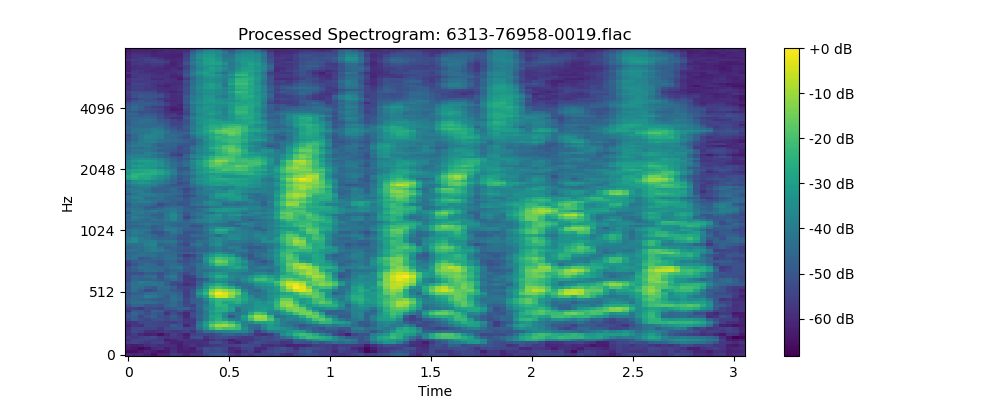 Processed Spectrogram: 6313-76958-0019.flac
+0 dB
4096
-10 dB
-20 dB
2048
-30 dB
Hz
1024
-40 dB
-50 dB
512
-60 dB
0
0 0.5 1 1.5 2 2.5 3
Time